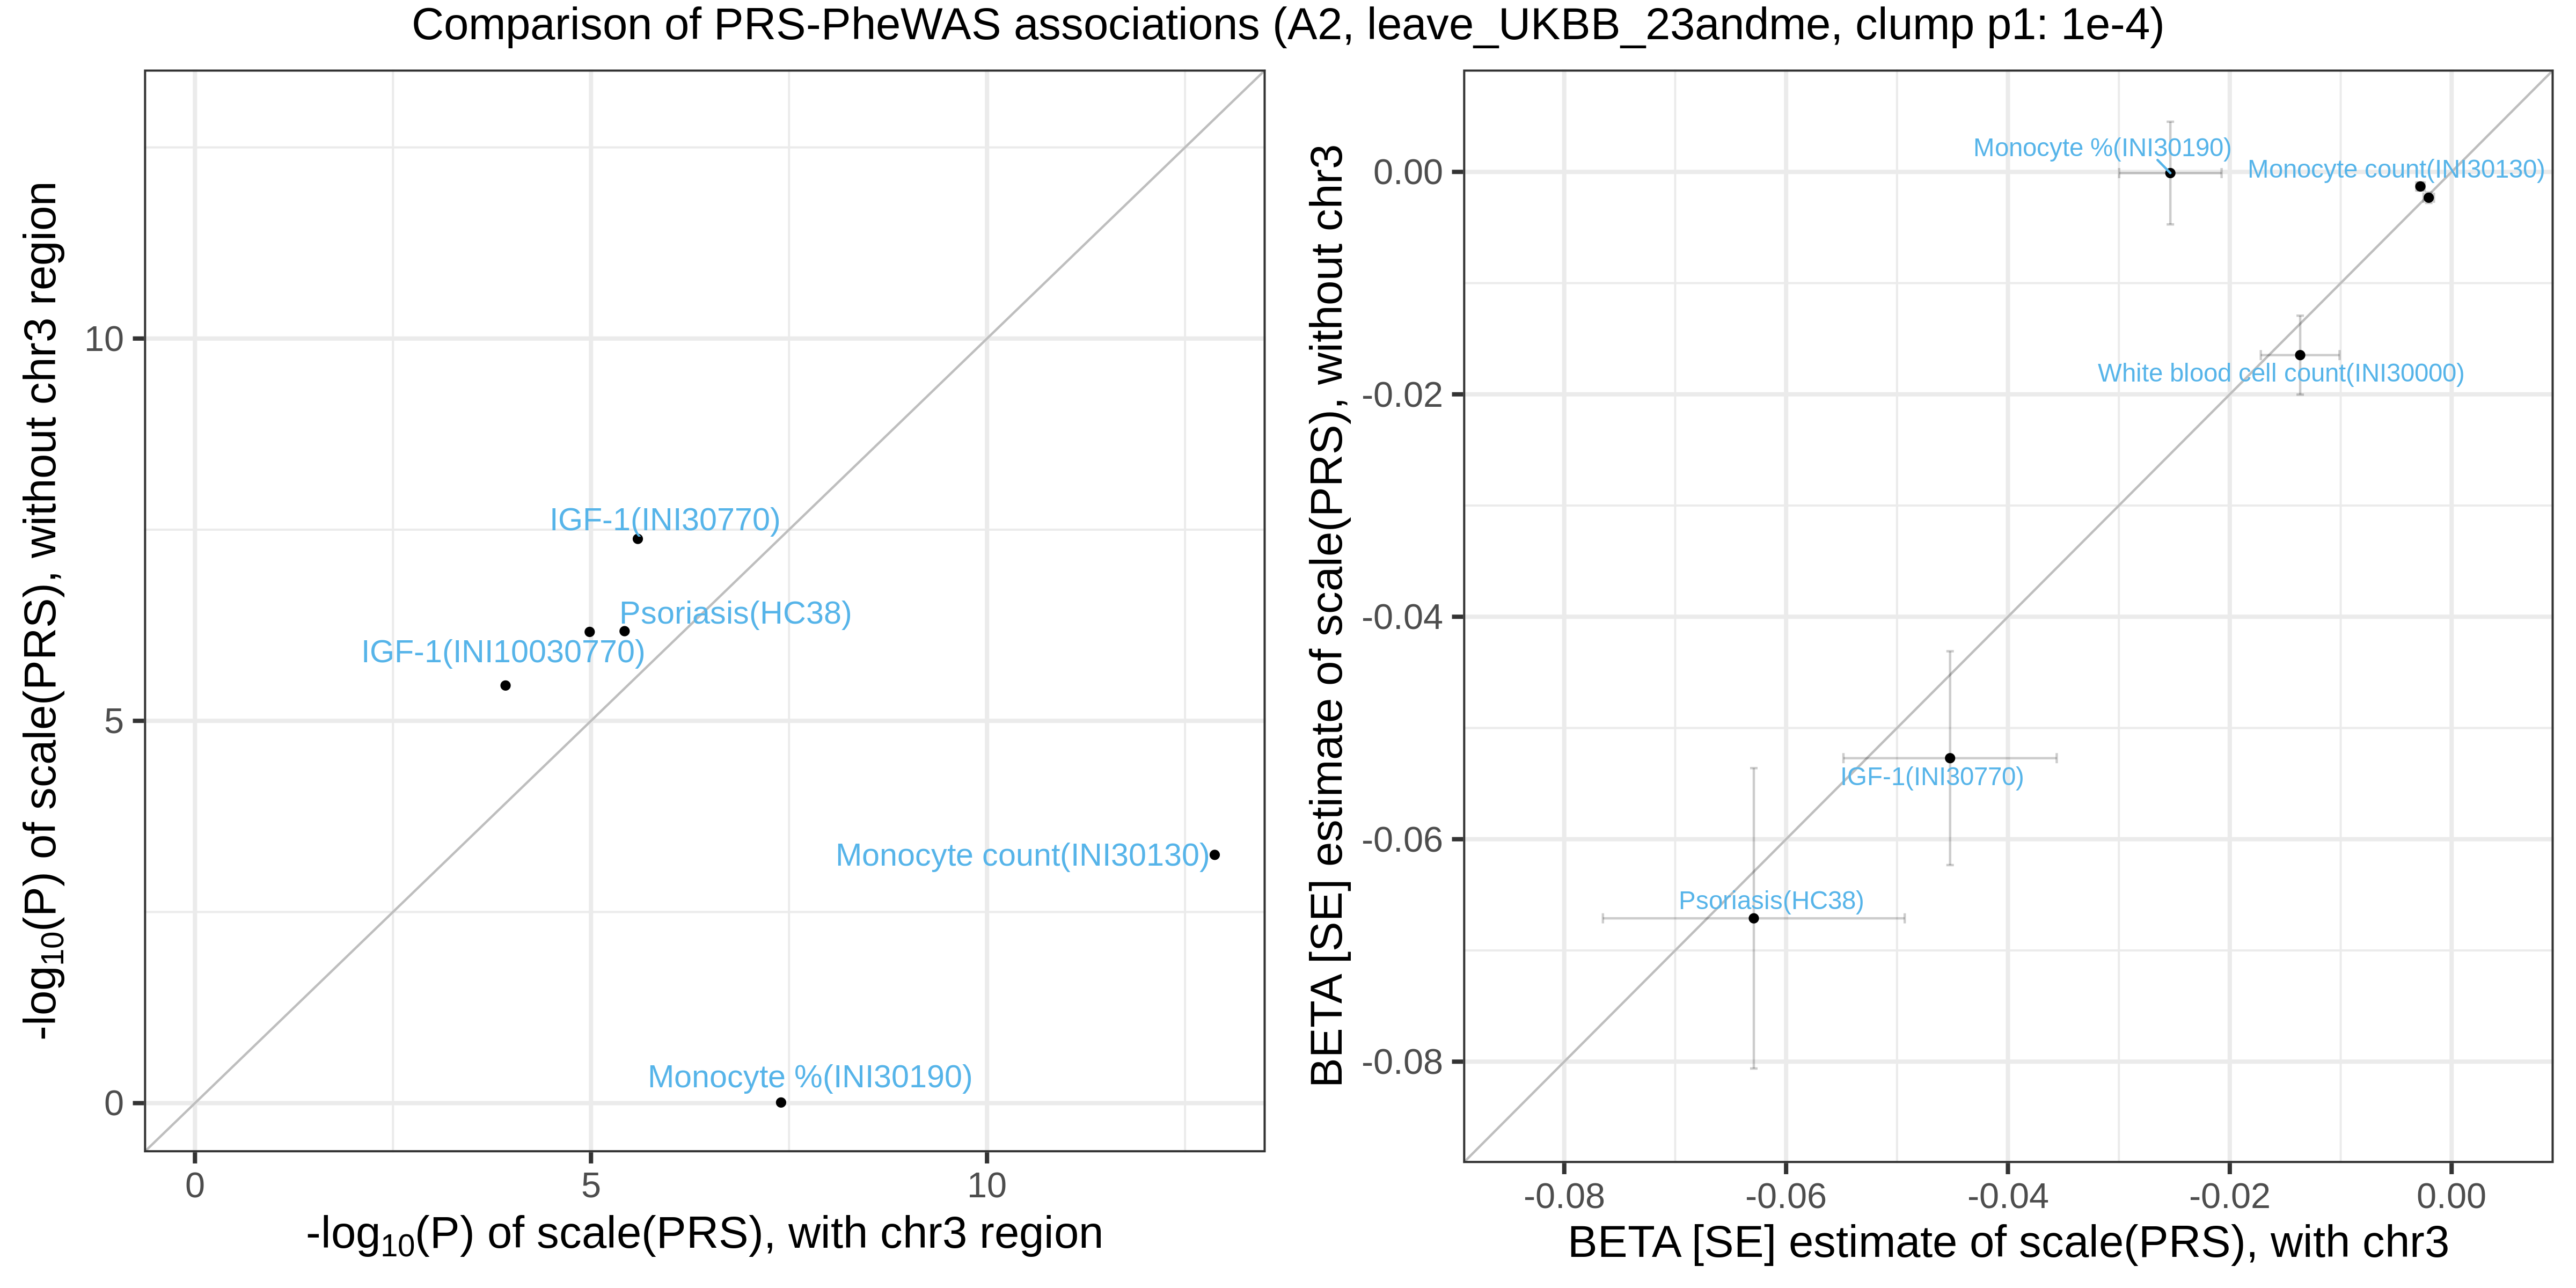 Comparison of PRS-PheWAS associations (A2, leave_UKBB_23andme, clump p1: 1e-4)
-log10(P) of scale(PRS), without chr3 region
10
5
0
IGF-1(INI30770)
Psoriasis(HC38)
IGF-1(INI10030770)
Monocyte count(INI30130)
Monocyte %(INI30190)
0
5
10
-log10(P) of scale(PRS), with chr3 region
BETA [SE] estimate of scale(PRS), without chr3
0.00
-0.02
-0.04
-0.06
-0.08
Monocyte %(INI30190)
Monocyte count(INI30130)
White blood cell count(INI30000)
IGF-1(INI30770)
Psoriasis(HC38)
-0.08
-0.06
-0.04
-0.02
0.00
BETA [SE] estimate of scale(PRS), with chr3